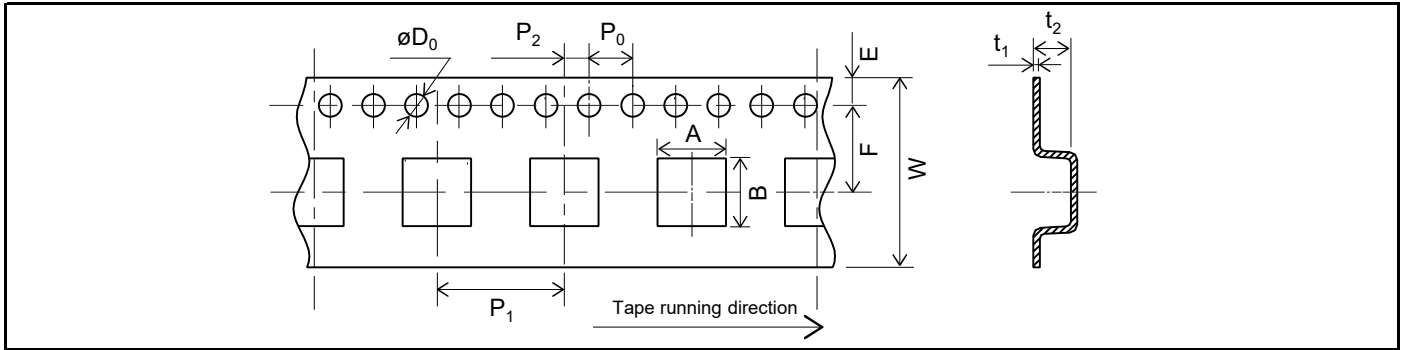 øD₀
P₂
P₀
E
t₁
t₂
A
F
W
B
P₁
Tape running direction